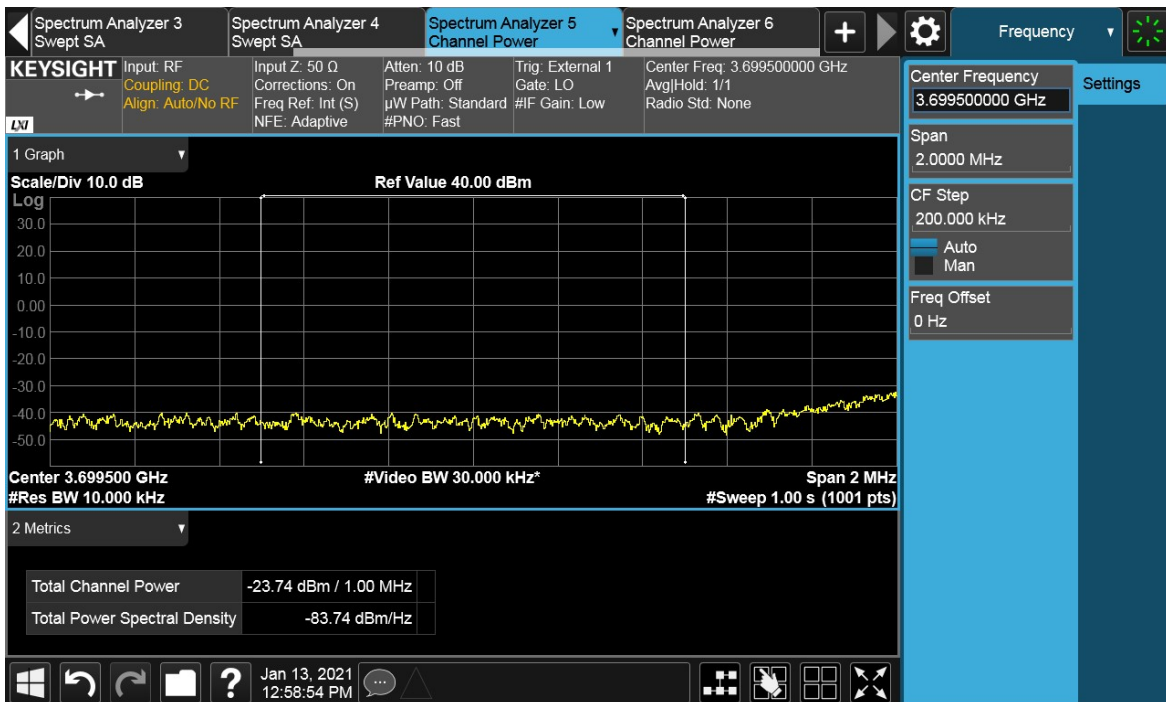 Spectrum Analyzer 3
Swept SA
Spectrum Analyzer 4
Swept SA
Spectrum Analyzer 5
Channel Power
Spectrum Analyzer 6
Channel Power
+
Frequency
KEYSIGHT
LXI
Input: RF
Coupling: DC
Align: Auto/No RF
Input Z: 50 Ω
Corrections: On
Freq Ref: Int (S)
NFE: Adaptive
Atten: 10 dB
Preamp: Off
µW Path: Standard
#PNO: Fast
Trig: External 1
Gate: LO
#IF Gain: Low
Center Freq: 3.699500000 GHz
Avg|Hold: 1/1
Radio Std: None
Center Frequency
3.699500000 GHz
Settings
Span
2.0000 MHz
CF Step
200.000 kHz
Auto
Man
Freq Offset
0 Hz
1 Graph
Scale/Div 10.0 dB
Ref Value 40.00 dBm
Log
30.0
20.0
10.0
0.00
-10.0
-20.0
-30.0
-40.0
-50.0
Center 3.699500 GHz
#Video BW 30.000 kHz*
Span 2 MHz
#Res BW 10.000 kHz
#Sweep 1.00 s (1001 pts)
2 Metrics
Total Channel Power -23.74 dBm / 1.00 MHz
Total Power Spectral Density -83.74 dBm/Hz
?
Jan 13, 2021
12:58:54 PM